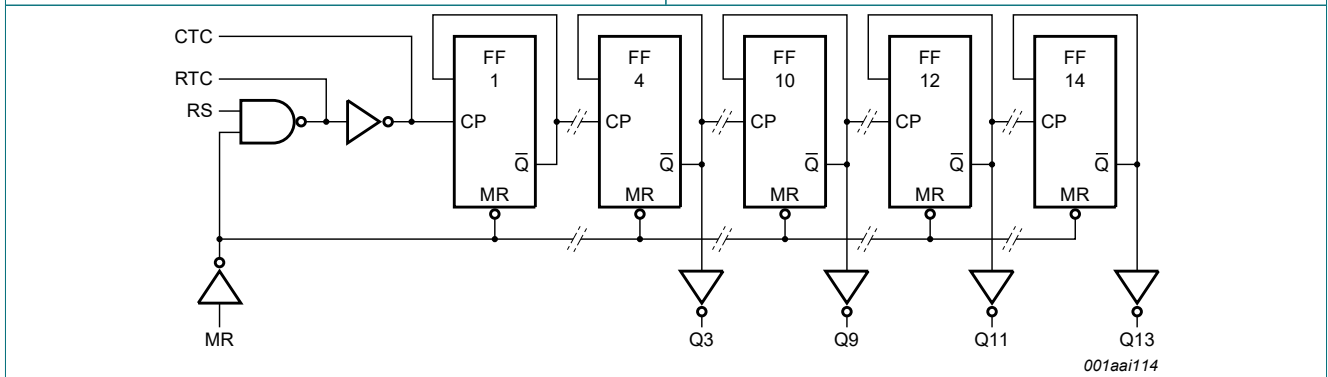 CTC
RTC
RS
FF
1
CP
Q̅
MR
FF
4
CP
Q̅
MR
FF
10
CP
Q̅
MR
FF
12
CP
Q̅
MR
FF
14
CP
Q̅
MR
MR
Q3
Q9
Q11
Q13
001aai114